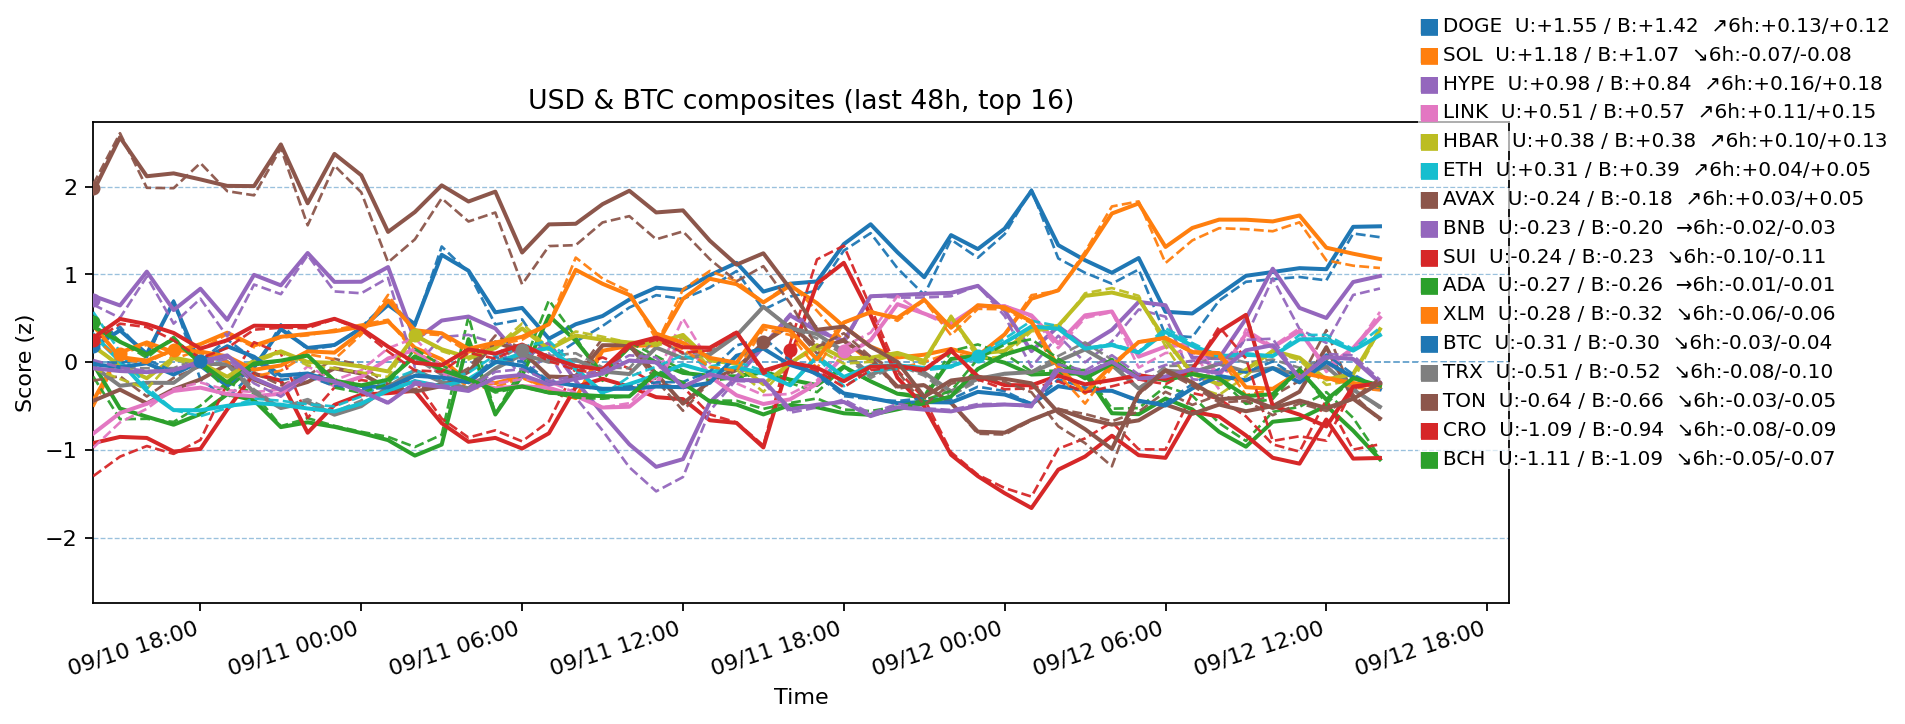 DOGE U:+1.55 / B:+1.42 ↗6h:+0.13/+0.12
SOL U:+1.18 / B:+1.07 ↘6h:-0.07/-0.08
HYPE U:+0.98 / B:+0.84 ↗6h:+0.16/+0.18
LINK U:+0.51 / B:+0.57 ↗6h:+0.11/+0.15
HBAR U:+0.38 / B:+0.38 ↗6h:+0.10/+0.13
ETH U:+0.31 / B:+0.39 ↗6h:+0.04/+0.05
AVAX U:-0.24 / B:-0.18 ↗6h:+0.03/+0.05
BNB U:-0.23 / B:-0.20 →6h:-0.02/-0.03
SUI U:-0.24 / B:-0.23 ↘6h:-0.10/-0.11
ADA U:-0.27 / B:-0.26 →6h:-0.01/-0.01
XLM U:-0.28 / B:-0.32 ↘6h:-0.06/-0.06
BTC U:-0.31 / B:-0.30 ↘6h:-0.03/-0.04
TRX U:-0.51 / B:-0.52 ↘6h:-0.08/-0.10
TON U:-0.64 / B:-0.66 ↘6h:-0.03/-0.05
CRO U:-1.09 / B:-0.94 ↘6h:-0.08/-0.09
BCH U:-1.11 / B:-1.09 ↘6h:-0.05/-0.07
USD & BTC composites (last 48h, top 16)
Score (z)
2
1
0
−1
−2
09/10 18:00
09/11 00:00
09/11 06:00
09/11 12:00
09/11 18:00
09/12 00:00
09/12 06:00
09/12 12:00
09/12 18:00
Time